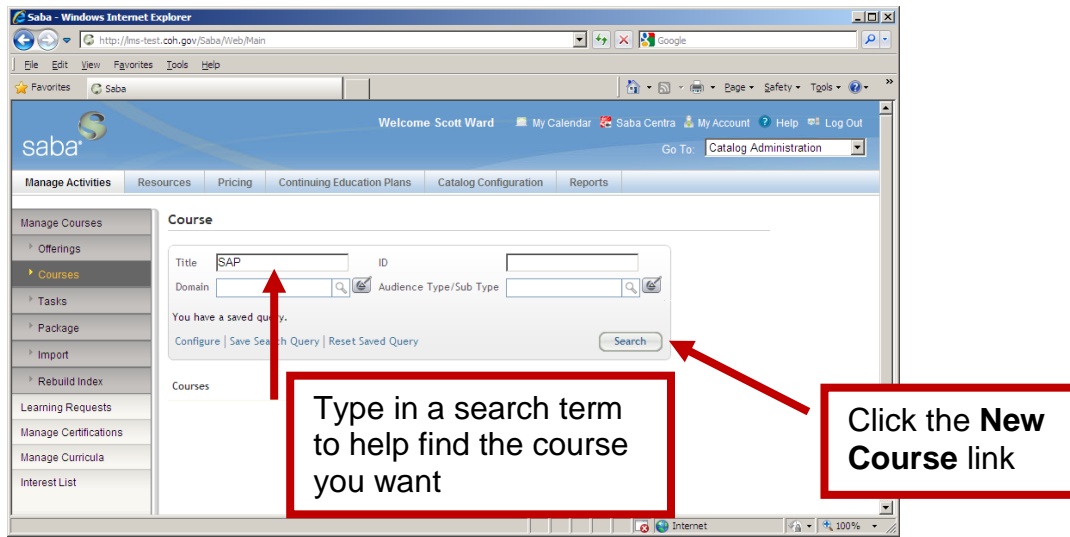 Saba - Windows Internet Explorer
http://lms-test.coh.gov/Saba/Web/Main
Google
File Edit View Favorites Tools Help
Favorites Saba
Page Safety Tools
saba
Welcome Scott Ward My Calendar Saba Centra My Account Help Log Out
Go To: Catalog Administration
Manage Activities Resources Pricing Continuing Education Plans Catalog Configuration Reports
Manage Courses
Offerings
Courses
Tasks
Package
Import
Rebuild Index
Learning Requests
Manage Certifications
Manage Curricula
Interest List
Course
Title SAP ID
Domain Audience Type/Sub Type
You have a saved query.
Configure | Save Search Query | Reset Saved Query
Search
Courses
Type in a search term
to help find the course
you want
Click the New
Course link
Internet 100%